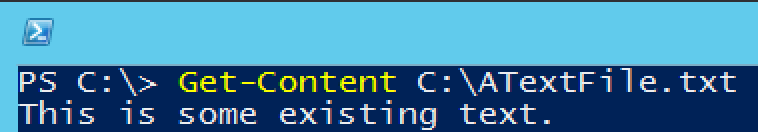 PS C:\> Get-Content C:\ATextFile.txt
This is some existing text.